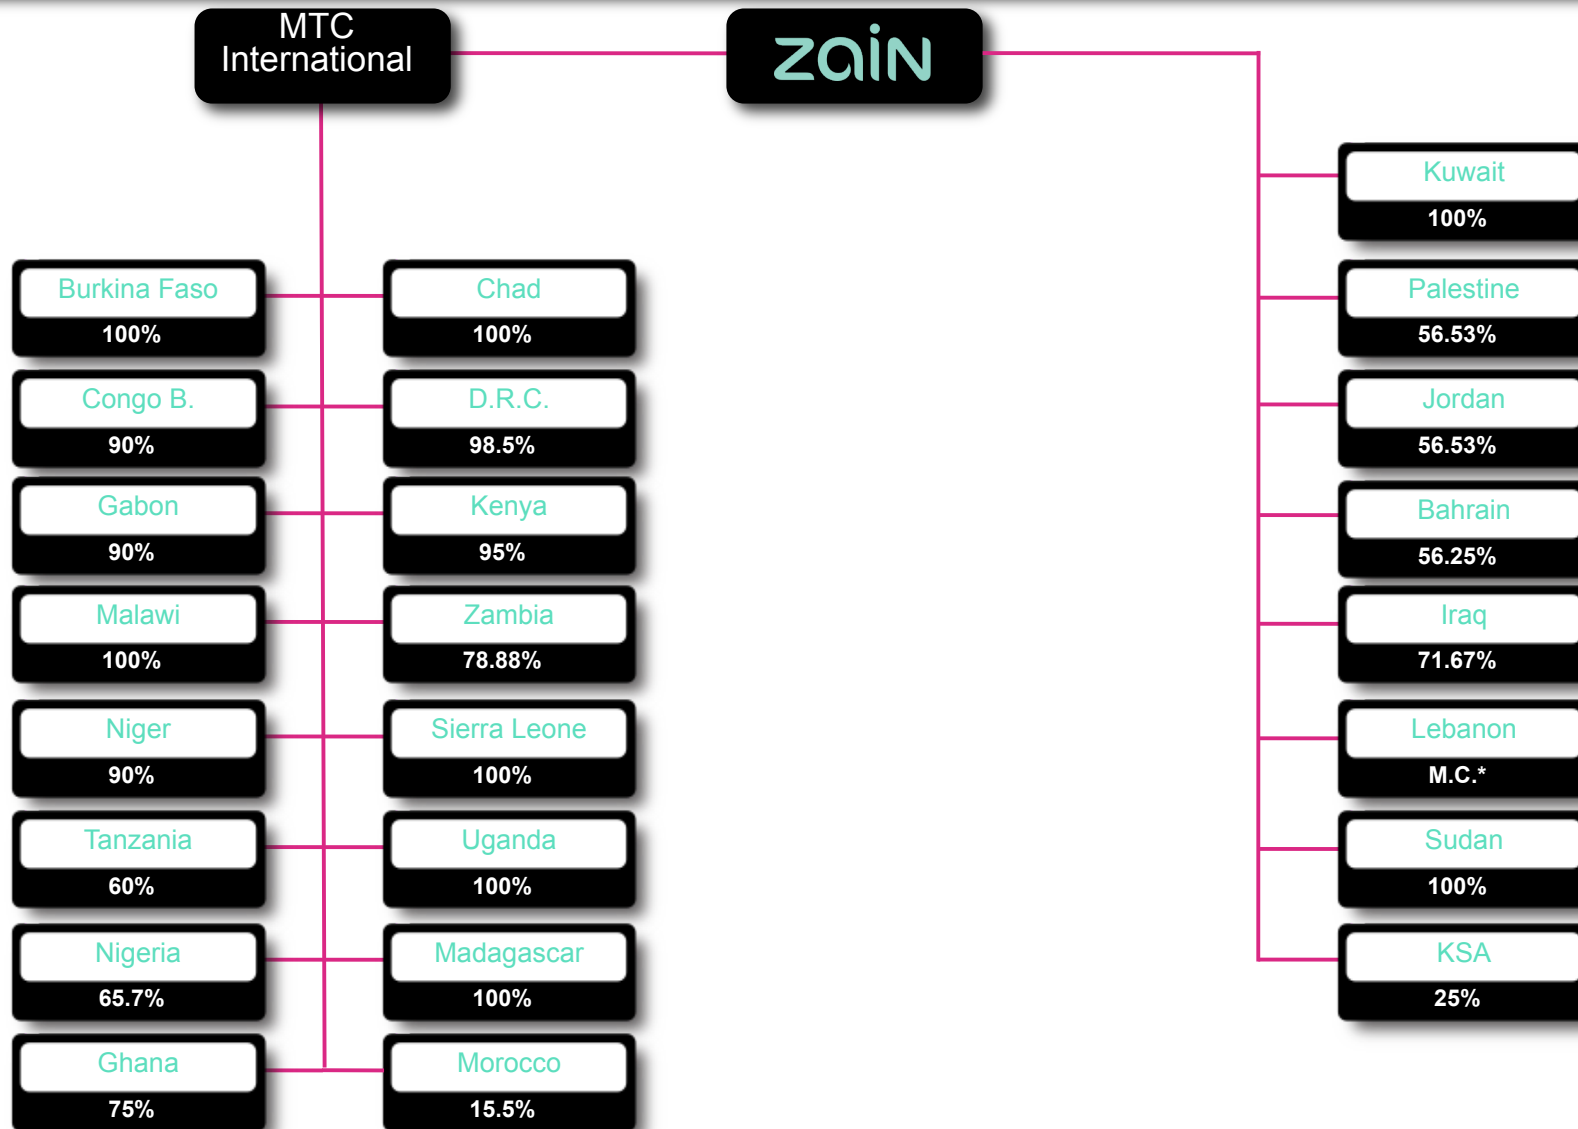 MTC
International
zain
Kuwait
100%
Palestine
56.53%
Jordan
56.53%
Bahrain
56.25%
Iraq
71.67%
Lebanon
M.C.*
Sudan
100%
KSA
25%
Burkina Faso
100%
Chad
100%
Congo B.
90%
D.R.C.
98.5%
Gabon
90%
Kenya
95%
Malawi
100%
Zambia
78.88%
Niger
90%
Sierra Leone
100%
Tanzania
60%
Uganda
100%
Nigeria
65.7%
Madagascar
100%
Ghana
75%
Morocco
15.5%